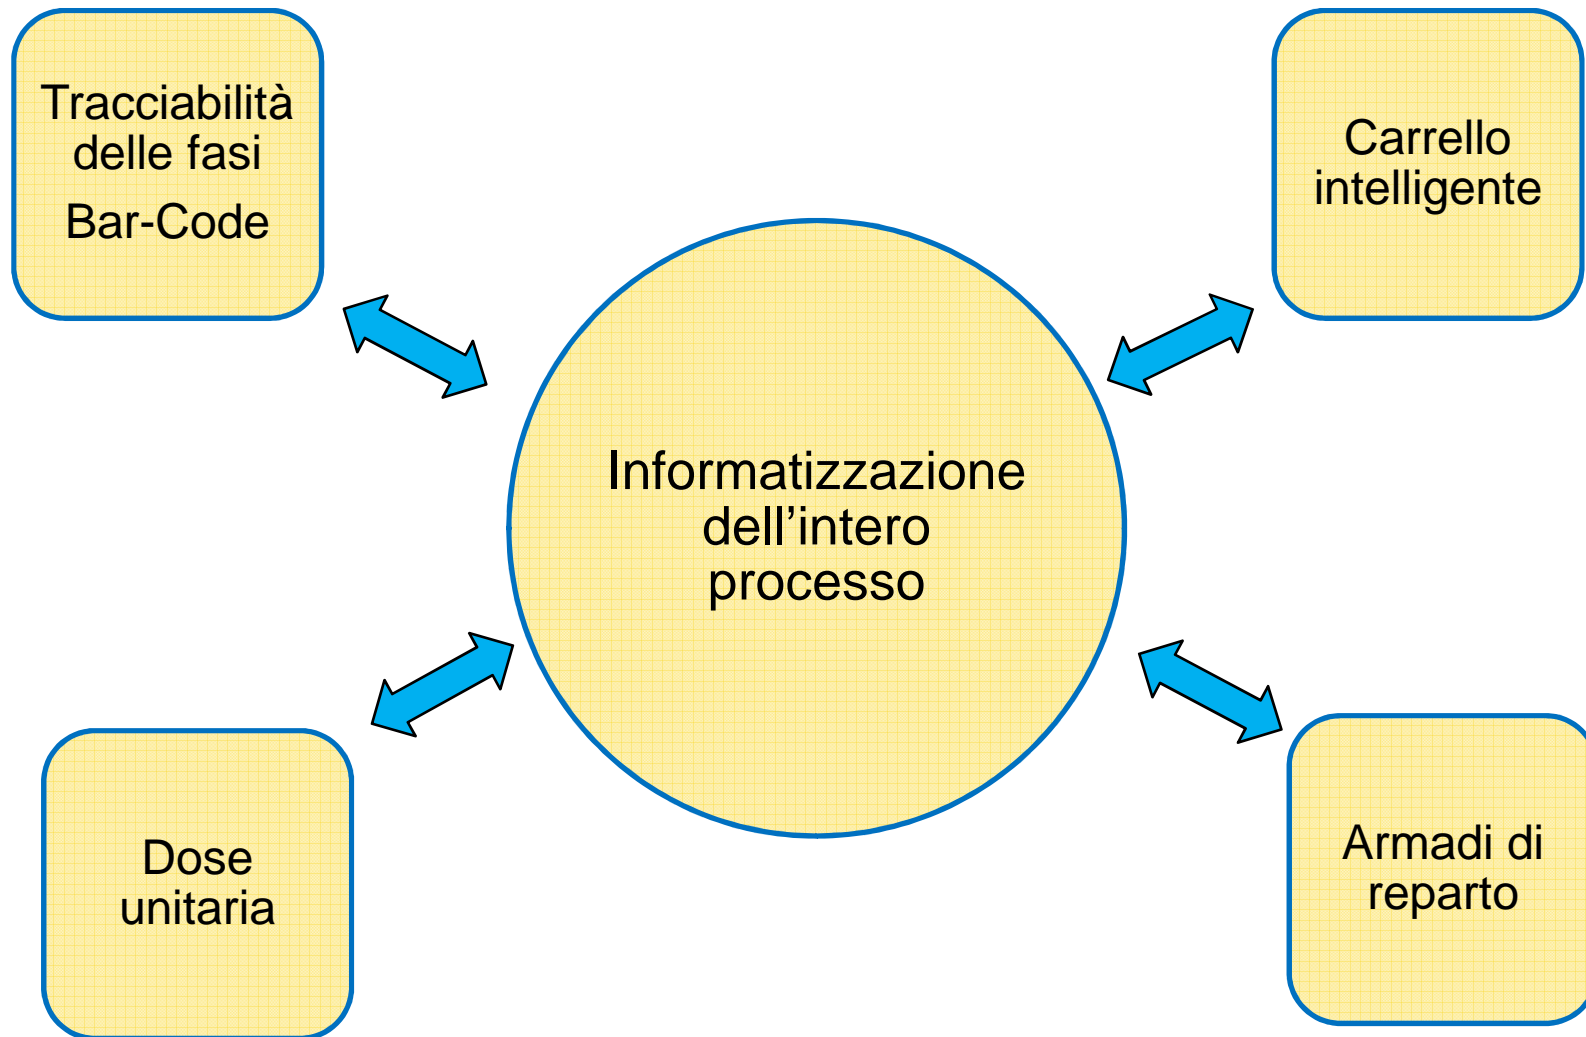 Tracciabilità
delle fasi
Bar-Code
Carrello
intelligente
Informatizzazione
dell’intero
processo
Dose
unitaria
Armadi di
reparto